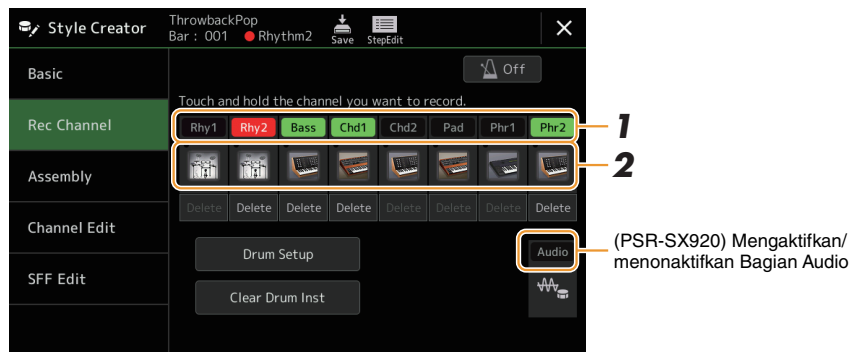 Style Creator
ThrowbackPop
Bar : 001 Rhythm2
Save StepEdit
Basic
Off
Touch and hold the channel you want to record.
Rec Channel
Rhy1 Rhy2 Bass Chd1 Chd2 Pad Phr1 Phr2
1
2
Assembly
Delete Delete Delete Delete Delete Delete Delete Delete
Channel Edit
Drum Setup
Audio
(PSR-SX920) Mengaktifkan/
menonaktifkan Bagian Audio
SFF Edit
Clear Drum Inst